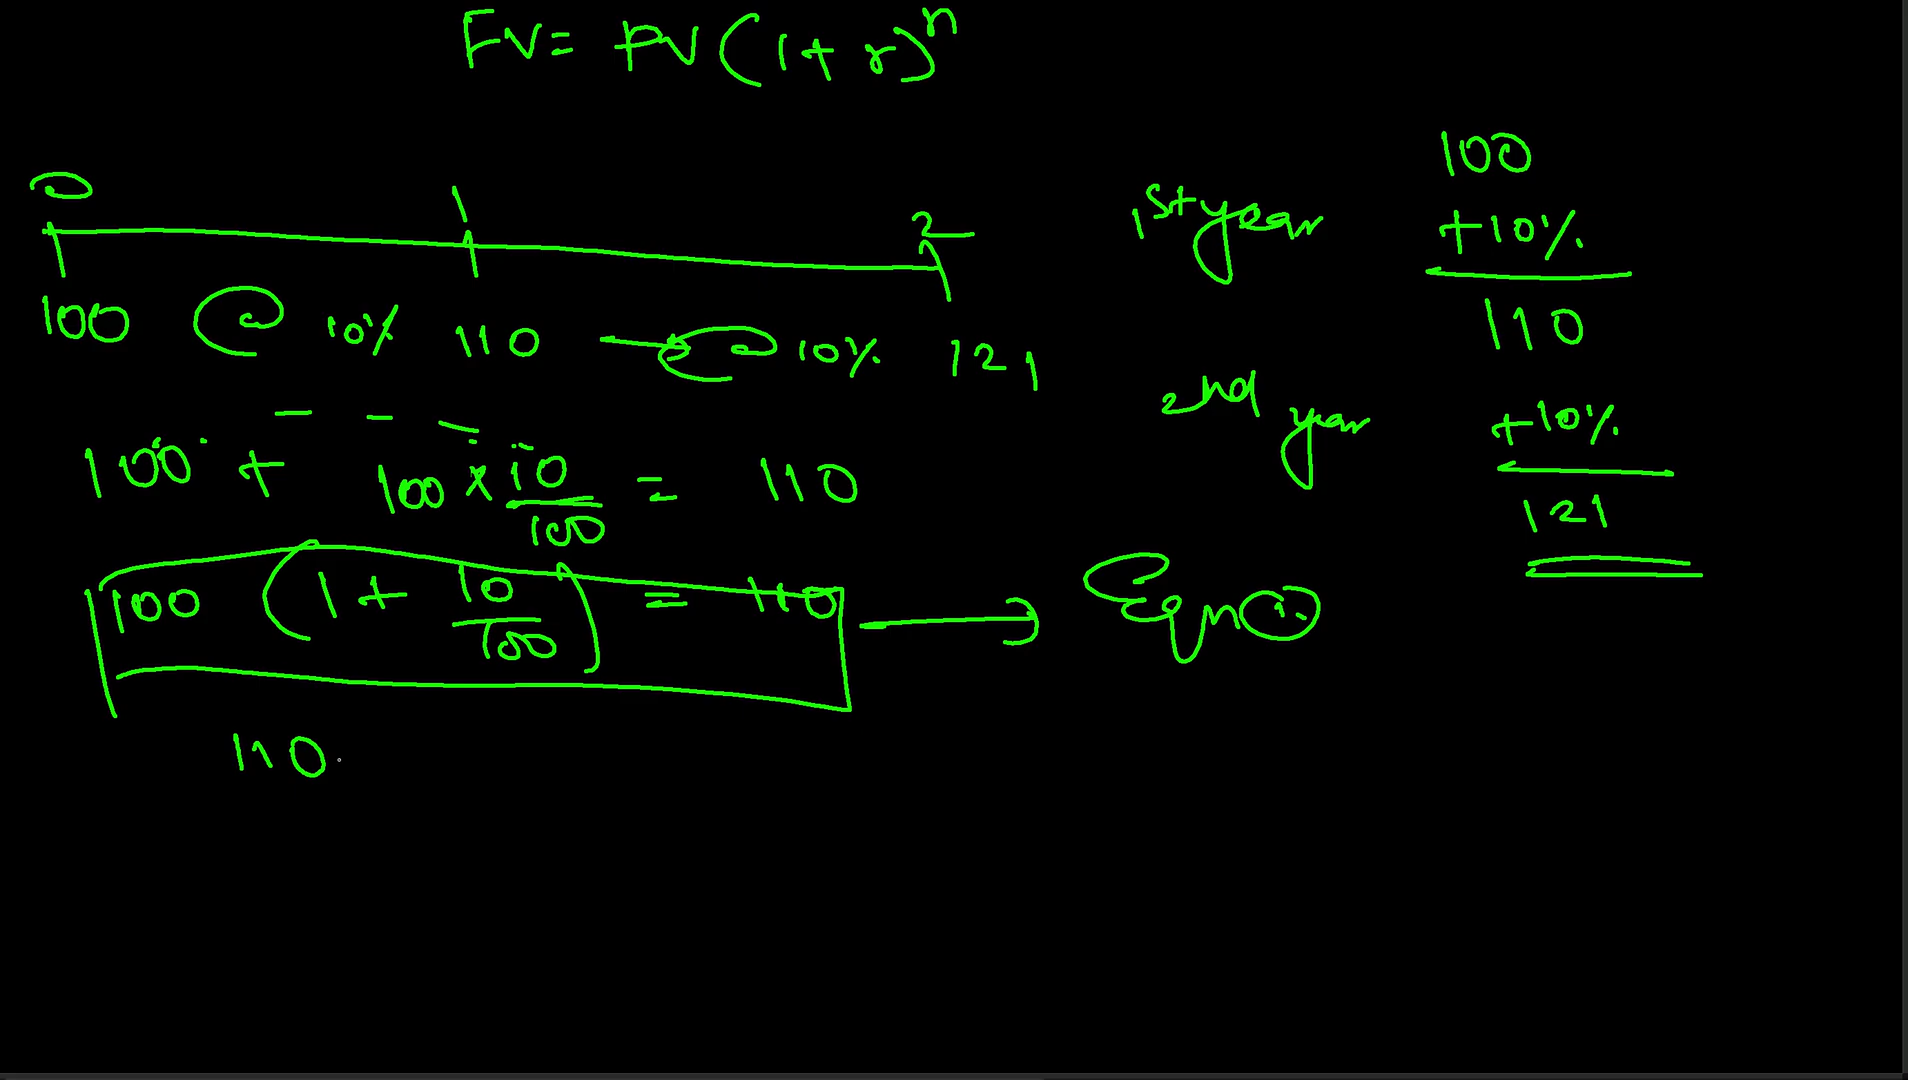 FV = PV (1 + r)^n
0 1 2
100 @ 10% 110 → @ 10% 121
100 + 100 × 10/100 = 110
100 (1 + 10/100) = 110 → Eqn ①
110
1st year
100
+10%
110
2nd year
+10%
121